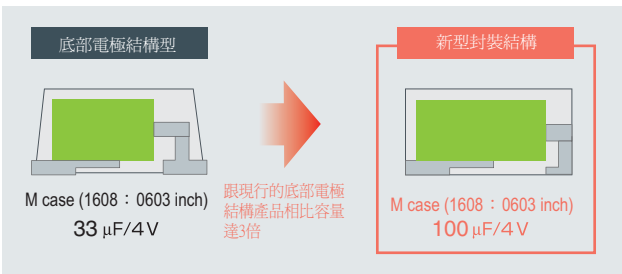 底部電極結構型
新型封裝結構
M case (1608：0603 inch)
33 μF/4V
跟現行的底部電極
結構產品相比容量
達3倍
M case (1608：0603 inch)
100 μF/4V